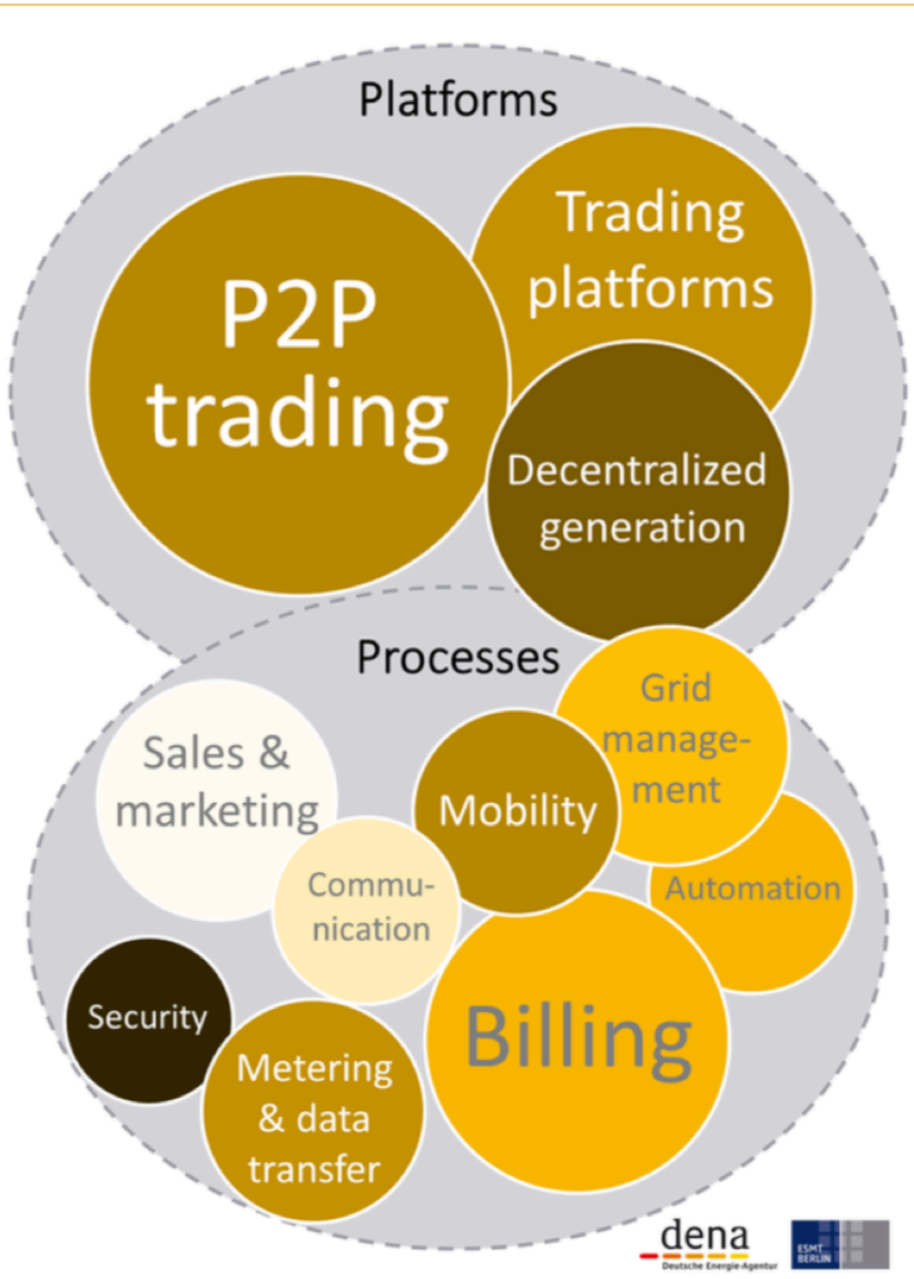 Platforms
Trading
platforms
P2P
trading
Decentralized
generation
Processes
Grid
manage-
ment
Sales &
marketing
Mobility
Commu-
nication
Automation
Security
Billing
Metering
& data
transfer
dena
Deutsche Energie-Agentur
ESMT
BERLIN